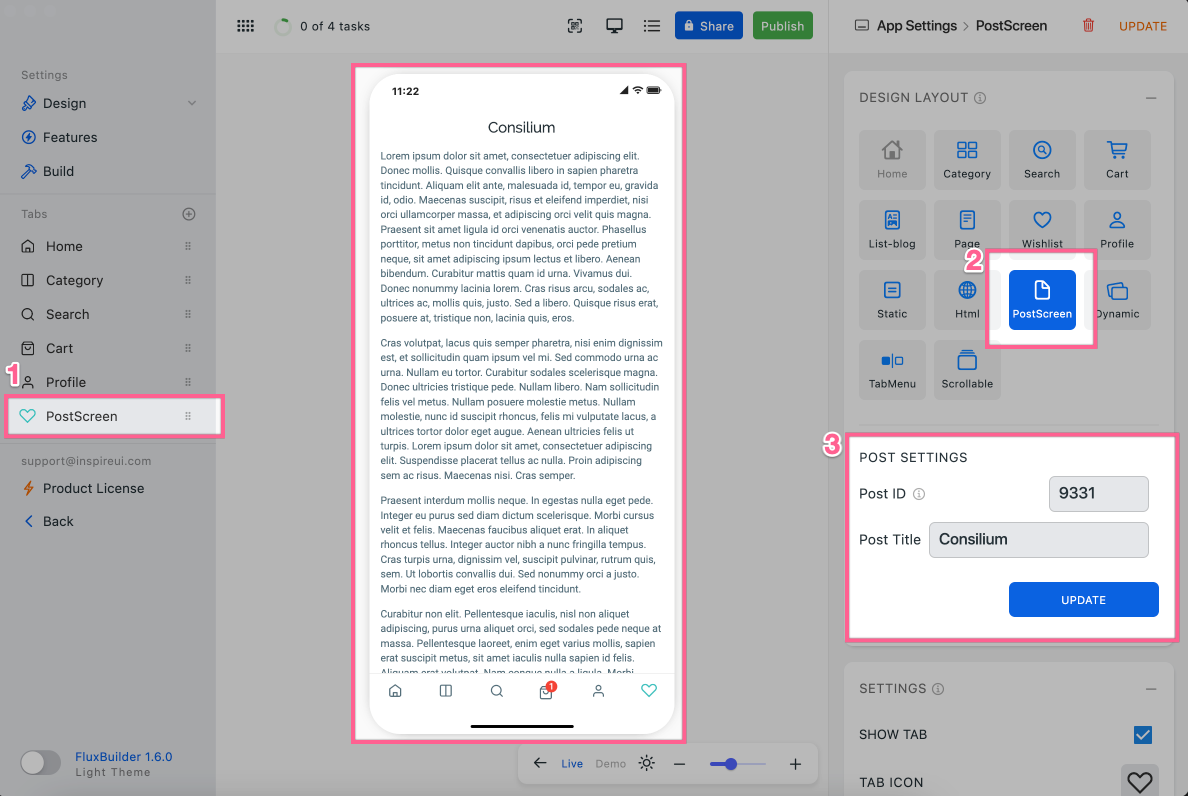 0 of 4 tasks
Share
Publish
App Settings > PostScreen
UPDATE
Settings
Design
Features
Build
Tabs
Home
Category
Search
Cart
1
Profile
PostScreen
support@inspireui.com
Product License
Back
FluxBuilder 1.6.0
Light Theme
11:22
Consilium
Lorem ipsum dolor sit amet, consectetuer adipiscing elit.
Donec mollis. Quisque convallis libero in sapien pharetra
tincidunt. Aliquam elit ante, malesuada id, tempor eu, gravida
id, odio. Maecenas suscipit, risus et eleifend imperdiet, nisi
orci ullamcorper massa, et adipiscing orci velit quis magna.
Praesent sit amet ligula id orci venenatis auctor. Phasellus
porttitor, metus non tincidunt dapibus, orci pede pretium
neque, sit amet adipiscing ipsum lectus et libero. Aenean
bibendum. Curabitur mattis quam id urna. Vivamus dui.
Donec nonummy lacinia lorem. Cras risus arcu, sodales ac,
ultrices ac, mollis quis, justo. Sed a libero. Quisque risus erat,
posuere at, tristique non, lacinia quis, eros.
Cras volutpat, lacus quis semper pharetra, nisi enim dignissim
est, et sollicitudin quam ipsum vel mi. Sed commodo urna ac
urna. Nullam eu tortor. Curabitur sodales scelerisque magna.
Donec ultricies tristique pede. Nullam libero. Nam sollicitudin
felis vel metus. Nullam posuere molestie metus. Nullam
molestie, nunc id suscipit rhoncus, felis mi vulputate lacus, a
ultrices tortor dolor eget augue. Aenean ultricies felis ut
turpis. Lorem ipsum dolor sit amet, consectetuer adipiscing
elit. Suspendisse placerat tellus ac nulla. Proin adipiscing
sem ac risus. Maecenas nisi. Cras semper.
Praesent interdum mollis neque. In egestas nulla eget pede.
Integer eu purus sed diam dictum scelerisque. Morbi cursus
velit et felis. Maecenas faucibus aliquet erat. In aliquet
rhoncus tellus. Integer auctor nibh a nunc fringilla tempus.
Cras turpis urna, dignissim vel, suscipit pulvinar, rutrum quis,
sem. Ut lobortis convallis dui. Sed nonummy orci a justo.
Morbi nec diam eget eros eleifend tincidunt.
Curabitur non elit. Pellentesque iaculis, nisl non aliquet
adipiscing, purus urna aliquet orci, sed sodales pede neque at
massa. Pellentesque laoreet, enim eget varius mollis, sapien
erat suscipit metus, sit amet iaculis nulla sapien id felis.
Aliquam erat volutpat. Nam congue nulla a ligula. Morbi
1
Live
Demo
DESIGN LAYOUT
Home
Category
Search
Cart
List-blog
Page
Wishlist
Profile
2
Static
Html
PostScreen
Dynamic
TabMenu
Scrollable
3
POST SETTINGS
Post ID
9331
Post Title
Consilium
UPDATE
SETTINGS
SHOW TAB
TAB ICON